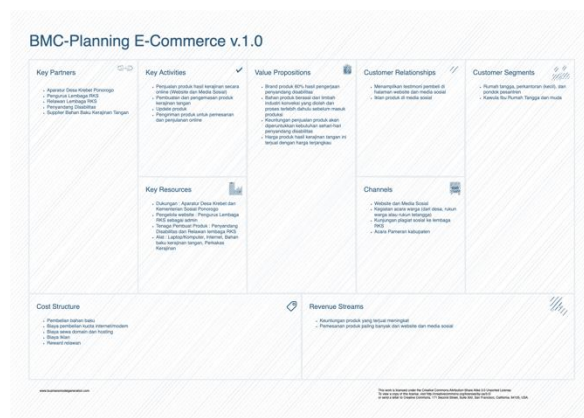 BMC-Planning E-Commerce v.1.0
Key Partners
Aparatur Desa Krebet Ponorogo
Pengurus Lembaga RKS
Relawan Lembaga RKS
Penyandang Disabilitas
Supplier Bahan Baku Kerajinan Tangan
Key Activities
Penjualan produk hasil kerajinan secara
online (Website dan Media Sosial)
Pembuatan dan pengemasan produk
kerajinan tangan
Update produk
Pengiriman produk untuk pemesanan
dan penjualan online
Key Resources
Dukungan : Aparatur Desa Krebet dan
Kementerian Sosial Ponorogo
Pengelola website : Pengurus Lembaga
RKS sebagai admin
Tenaga Pembuat Produk : Penyandang
Disabilitas dan Relawan lembaga RKS
Alat : Laptop/Komputer, Internet, Bahan
baku kerajinan tangan, Perkakas
Kerajinan
Value Propositions
Brand produk 60% hasil pengerjaan
penyandang disabilitas
Bahan produk berasal dari limbah
industri konveksi yang diolah dan
proses terlebih dahulu sebelum masuk
produksi
Keuntungan penjualan produk akan
diperuntukkan kebutuhan sehari-hari
penyandang disabilitas
Harga produk hasil kerajinan tangan ini
terjual dengan harga terjangkau
Customer Relationships
Menampilkan testimoni pembeli di
halaman website dan media sosial
Iklan produk di media sosial
Channels
Website dan Media Sosial
Kegiatan acara warga (dari desa, rukun
warga atau rukun tetangga)
Kunjungan plagiat sosial ke lembaga
RKS
Acara Pameran kabupaten
Customer Segments
Rumah tangga, perkantoran (kecil), dan
pondok pesantren
Kawula Ibu Rumah Tangga dan muda
Cost Structure
Pembelian bahan baku
Biaya pembelian kuota internet/modem
Biaya sewa domain dan hosting
Biaya iklan
Reward relawan
Revenue Streams
Keuntungan produk yang terjual meningkat
Pemesanan produk paling banyak dari website dan media sosial
www.businessmodelgeneration.com